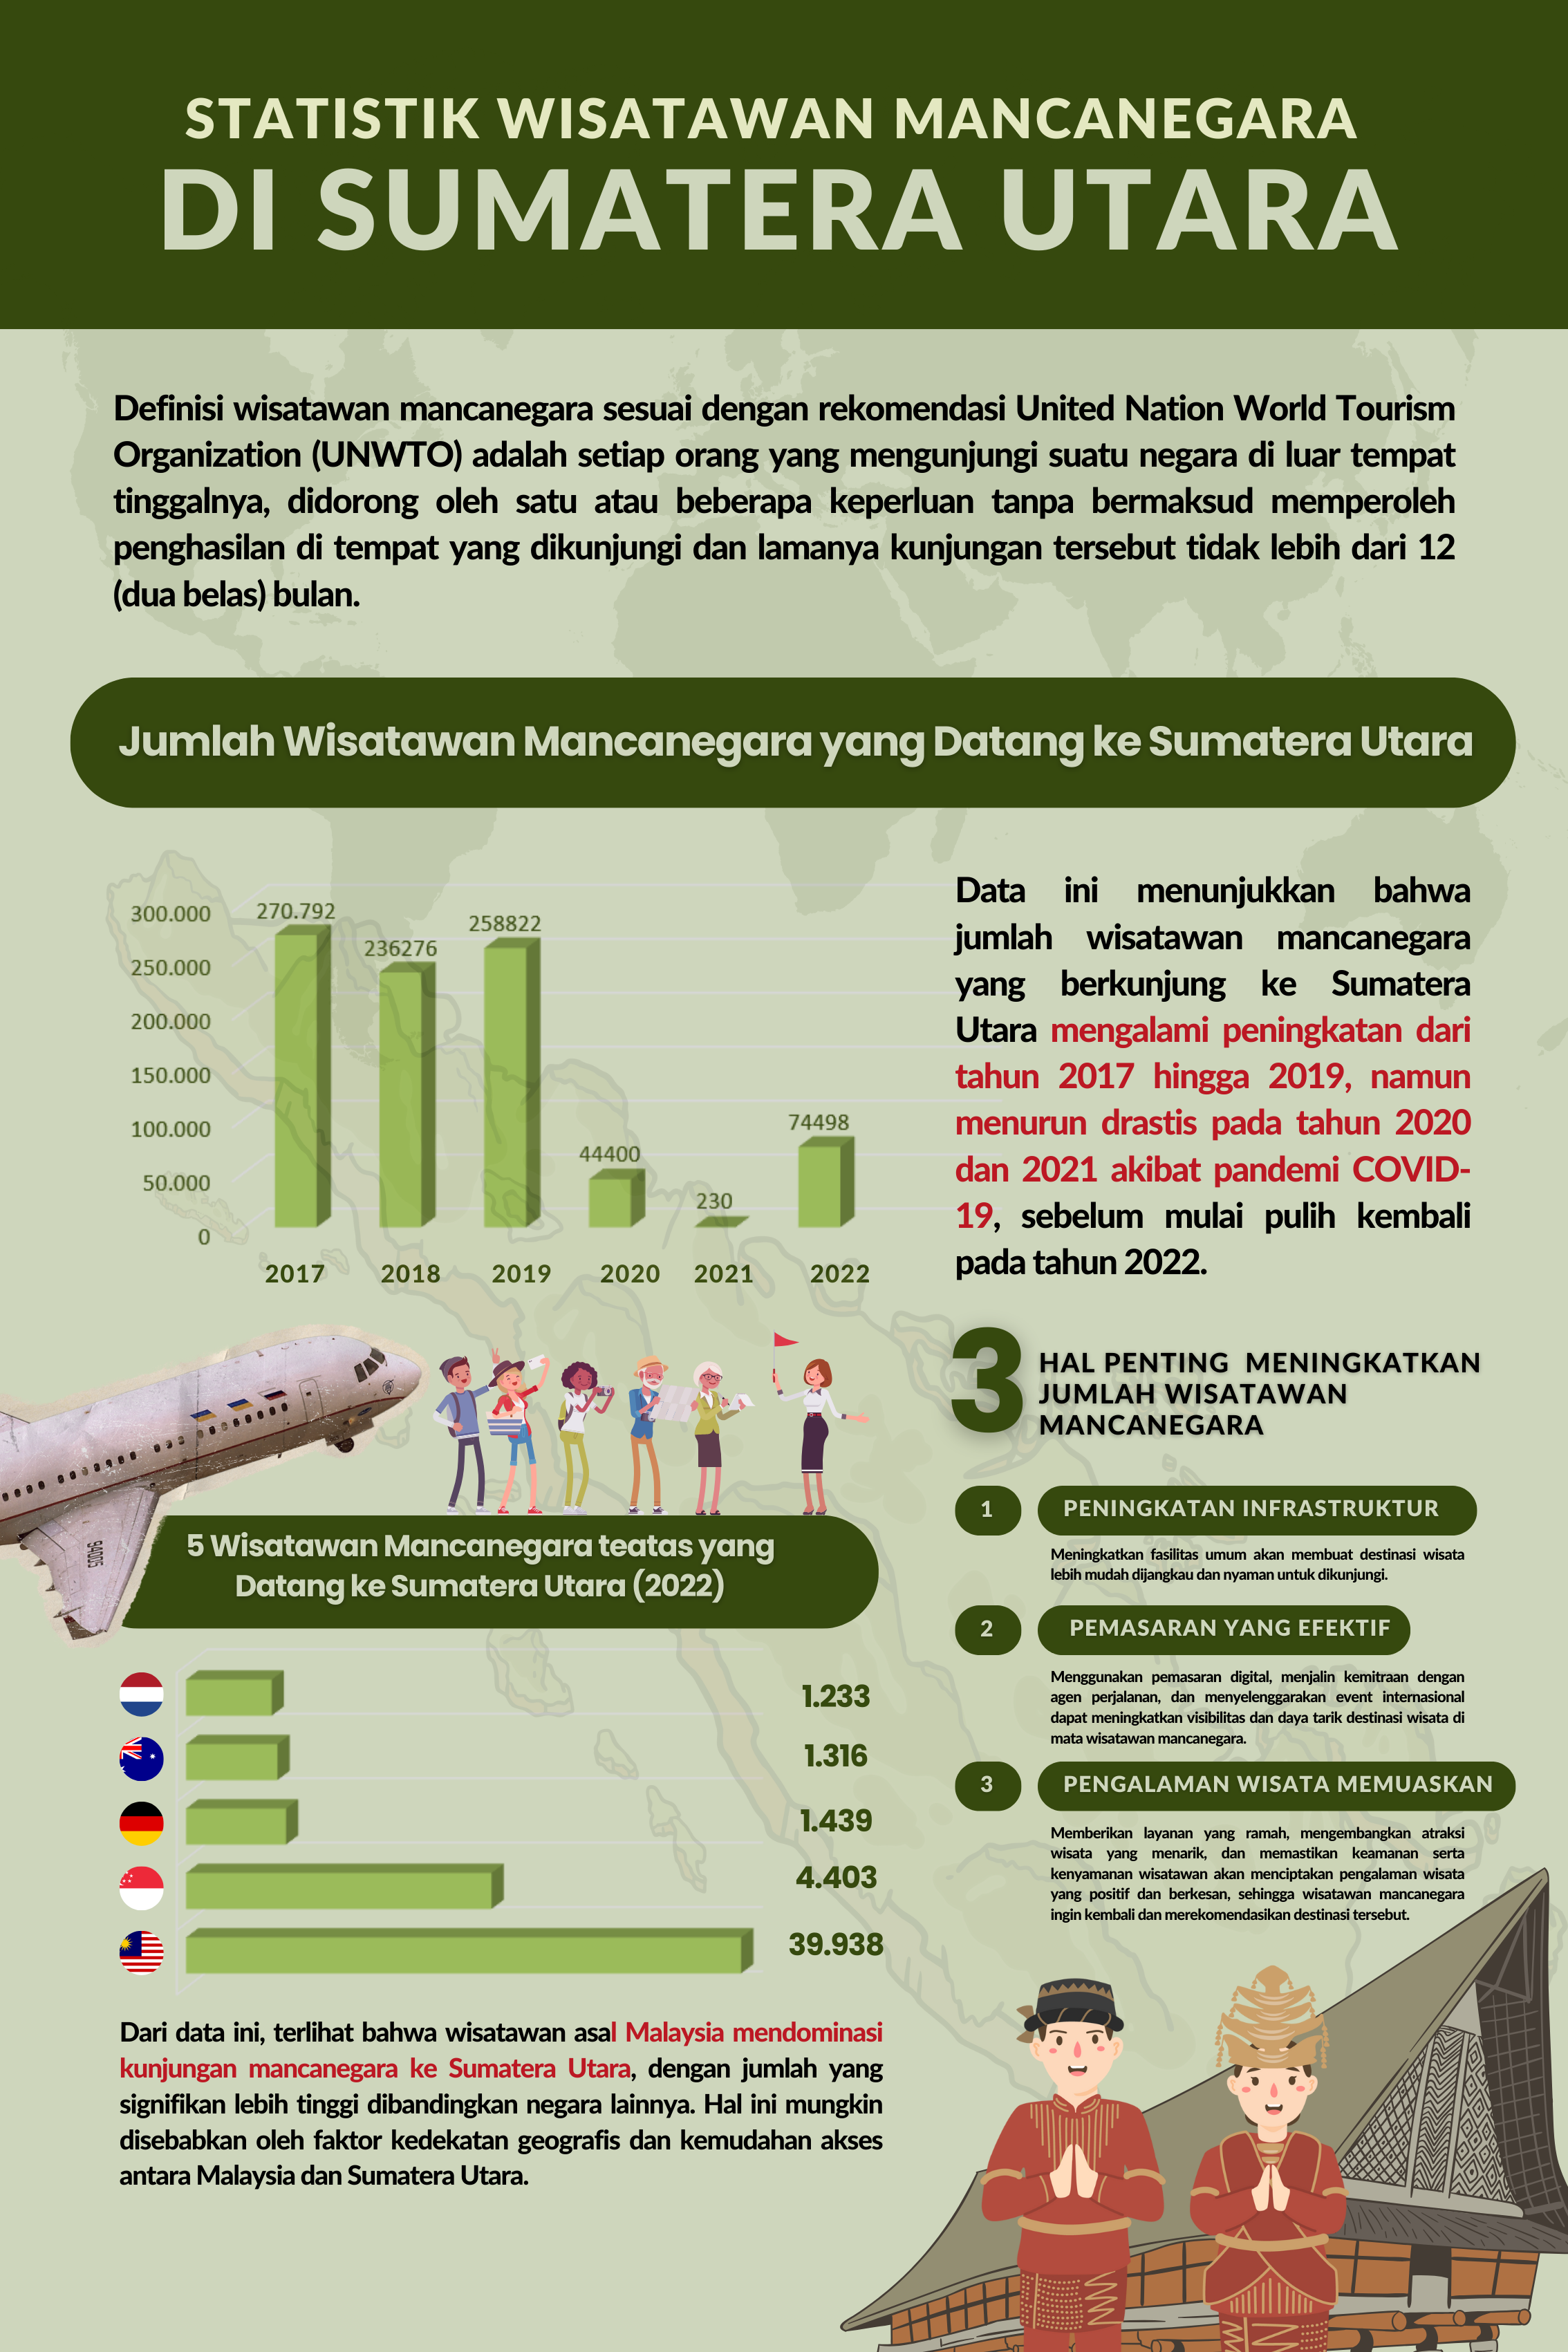 STATISTIK WISATAWAN MANCANEGARA
DI SUMATERA UTARA
Definisi wisatawan mancanegara sesuai dengan rekomendasi United Nation World Tourism
Organization (UNWTO) adalah setiap orang yang mengunjungi suatu negara di luar tempat
tinggalnya, didorong oleh satu atau beberapa keperluan tanpa bermaksud memperoleh
penghasilan di tempat yang dikunjungi dan lamanya kunjungan tersebut tidak lebih dari 12
(dua belas) bulan.
Jumlah Wisatawan Mancanegara yang Datang ke Sumatera Utara
300.000
250.000
200.000
150.000
100.000
50.000
0
270.792
236276
258822
44400
230
74498
2017 2018 2019 2020 2021 2022
Data ini menunjukkan bahwa
jumlah wisatawan mancanegara
yang berkunjung ke Sumatera
Utara mengalami peningkatan dari
tahun 2017 hingga 2019, namun
menurun drastis pada tahun 2020
dan 2021 akibat pandemi COVID-
19, sebelum mulai pulih kembali
pada tahun 2022.
94005
5 Wisatawan Mancanegara teatas yang
Datang ke Sumatera Utara (2022)
1.233
1.316
1.439
4.403
39.938
Dari data ini, terlihat bahwa wisatawan asal Malaysia mendominasi
kunjungan mancanegara ke Sumatera Utara, dengan jumlah yang
signifikan lebih tinggi dibandingkan negara lainnya. Hal ini mungkin
disebabkan oleh faktor kedekatan geografis dan kemudahan akses
antara Malaysia dan Sumatera Utara.
3
HAL PENTING MENINGKATKAN
JUMLAH WISATAWAN
MANCANEGARA
1 PENINGKATAN INFRASTRUKTUR
Meningkatkan fasilitas umum akan membuat destinasi wisata
lebih mudah dijangkau dan nyaman untuk dikunjungi.
2 PEMASARAN YANG EFEKTIF
Menggunakan pemasaran digital, menjalin kemitraan dengan
agen perjalanan, dan menyelenggarakan event internasional
dapat meningkatkan visibilitas dan daya tarik destinasi wisata di
mata wisatawan mancanegara.
3 PENGALAMAN WISATA MEMUASKAN
Memberikan layanan yang ramah, mengembangkan atraksi
wisata yang menarik, dan memastikan keamanan serta
kenyamanan wisatawan akan menciptakan pengalaman wisata
yang positif dan berkesan, sehingga wisatawan mancanegara
ingin kembali dan merekomendasikan destinasi tersebut.